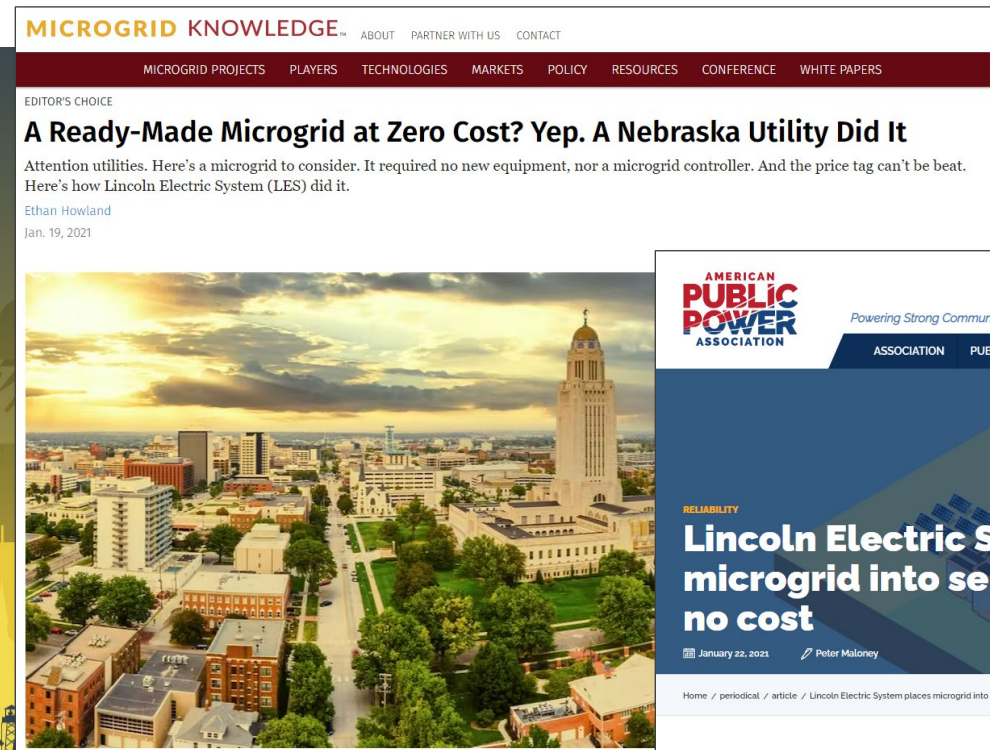 MICROGRID KNOWLEDGE™ ABOUT PARTNER WITH US CONTACT
MICROGRID PROJECTS PLAYERS TECHNOLOGIES MARKETS POLICY RESOURCES CONFERENCE WHITE PAPERS
EDITOR'S CHOICE
A Ready-Made Microgrid at Zero Cost? Yep. A Nebraska Utility Did It
Attention utilities. Here's a microgrid to consider. It required no new equipment, nor a microgrid controller. And the price tag can't be beat.
Here's how Lincoln Electric System (LES) did it.
Ethan Howland
Jan. 19, 2021
AMERICAN
PUBLIC
POWER
ASSOCIATION
Powering Strong Commun
ASSOCIATION PUB
RELIABILITY
Lincoln Electric S
microgrid into se
no cost
January 22, 2021 Peter Maloney
Home / periodical / article / Lincoln Electric System places microgrid into